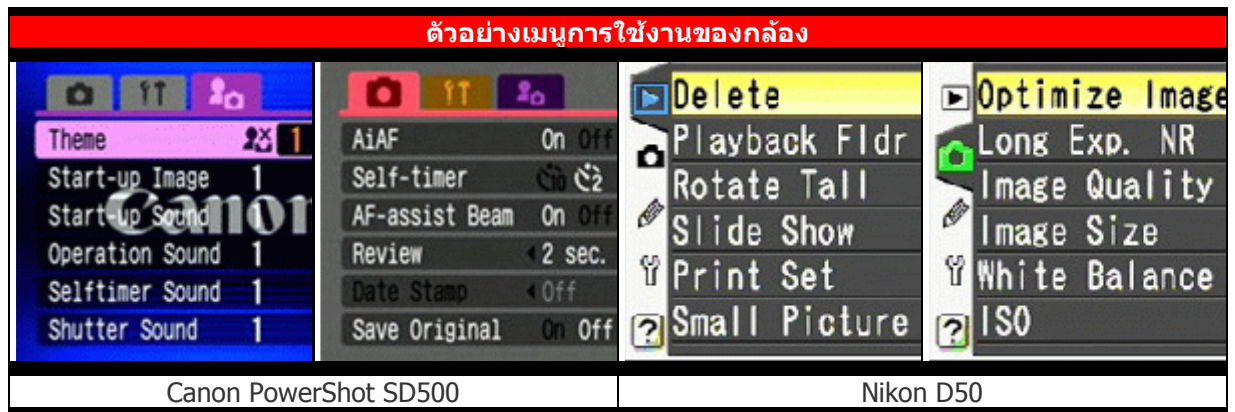 ตัวอย่างเมนูการใช้งานของกล้อง
Theme 1
Start-up Image 1
Start-up Sound 1
Operation Sound 1
Selftimer Sound 1
Shutter Sound 1
Canon
AiAF On Off
Self-timer 10 2
AF-assist Beam On Off
Review 2 sec.
Date Stamp Off
Save Original On Off
Delete
Playback Fldr
Rotate Tall
Slide Show
Print Set
Small Picture
?
Optimize Image
Long Exp. NR
Image Quality
Image Size
White Balance
ISO
?
Canon PowerShot SD500
Nikon D50